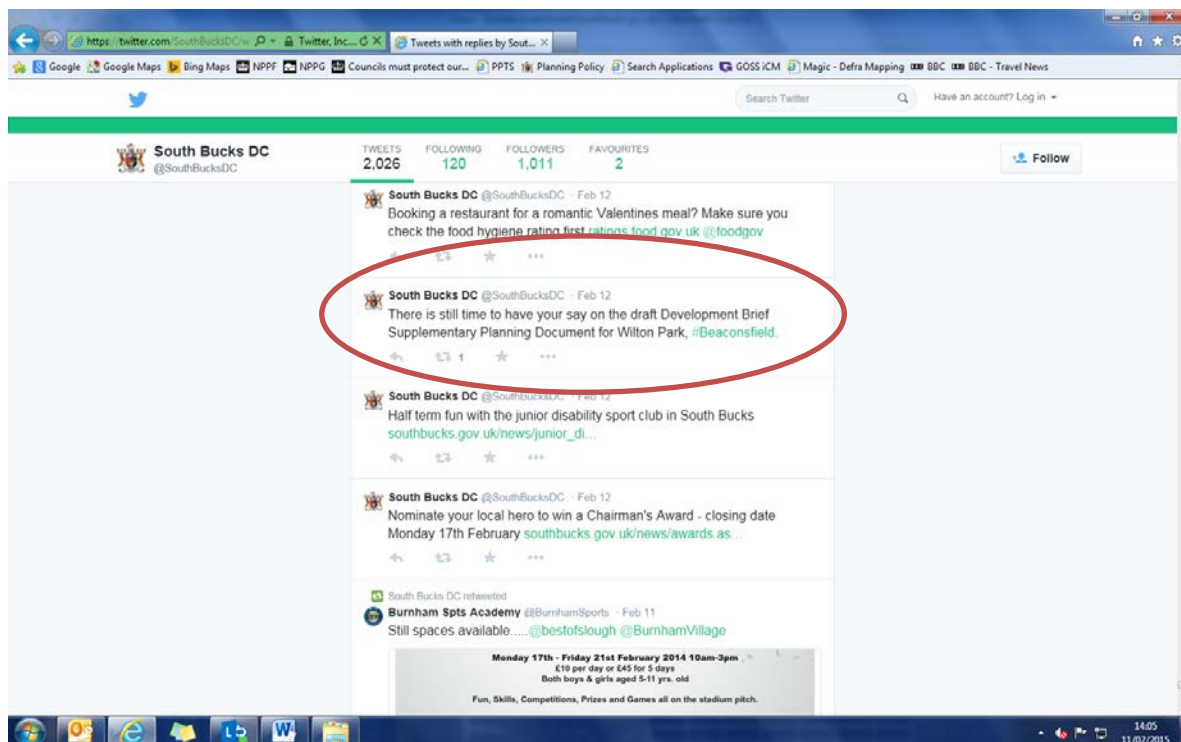 https://twitter.com/SouthBucksDC/w
Twitter, Inc....
Tweets with replies by Sout...
Google
Google Maps
Bing Maps
NPPF
NPPG
Councils must protect our...
PPTS
Planning Policy
Search Applications
GOSS iCM
Magic - Defra Mapping
BBC
BBC - Travel News
Search Twitter
Have an account? Log in
South Bucks DC
@SouthBucksDC
TWEETS FOLLOWING FOLLOWERS FAVOURITES
2,026 120 1,011 2
Follow
South Bucks DC @SouthBucksDC · Feb 12
Booking a restaurant for a romantic Valentines meal? Make sure you
check the food hygiene rating first ratings.food.gov.uk @foodgov
South Bucks DC @SouthBucksDC · Feb 12
There is still time to have your say on the draft Development Brief
Supplementary Planning Document for Wilton Park, #Beaconsfield.
1
South Bucks DC @SouthBucksDC · Feb 12
Half term fun with the junior disability sport club in South Bucks
southbucks.gov.uk/news/junior_di...
South Bucks DC @SouthBucksDC · Feb 12
Nominate your local hero to win a Chairman's Award - closing date
Monday 17th February southbucks.gov.uk/news/awards.as...
South Bucks DC retweeted
Burnham Spts Academy @BurnhamSports · Feb 11
Still spaces available.....@bestofslough @BurnhamVillage
Monday 17th - Friday 21st February 2014 10am-3pm
£10 per day or £45 for 5 days
Both boys & girls aged 5-11 yrs. old
Fun, Skills, Competitions, Prizes and Games all on the stadium pitch.
14:05
11/02/2015